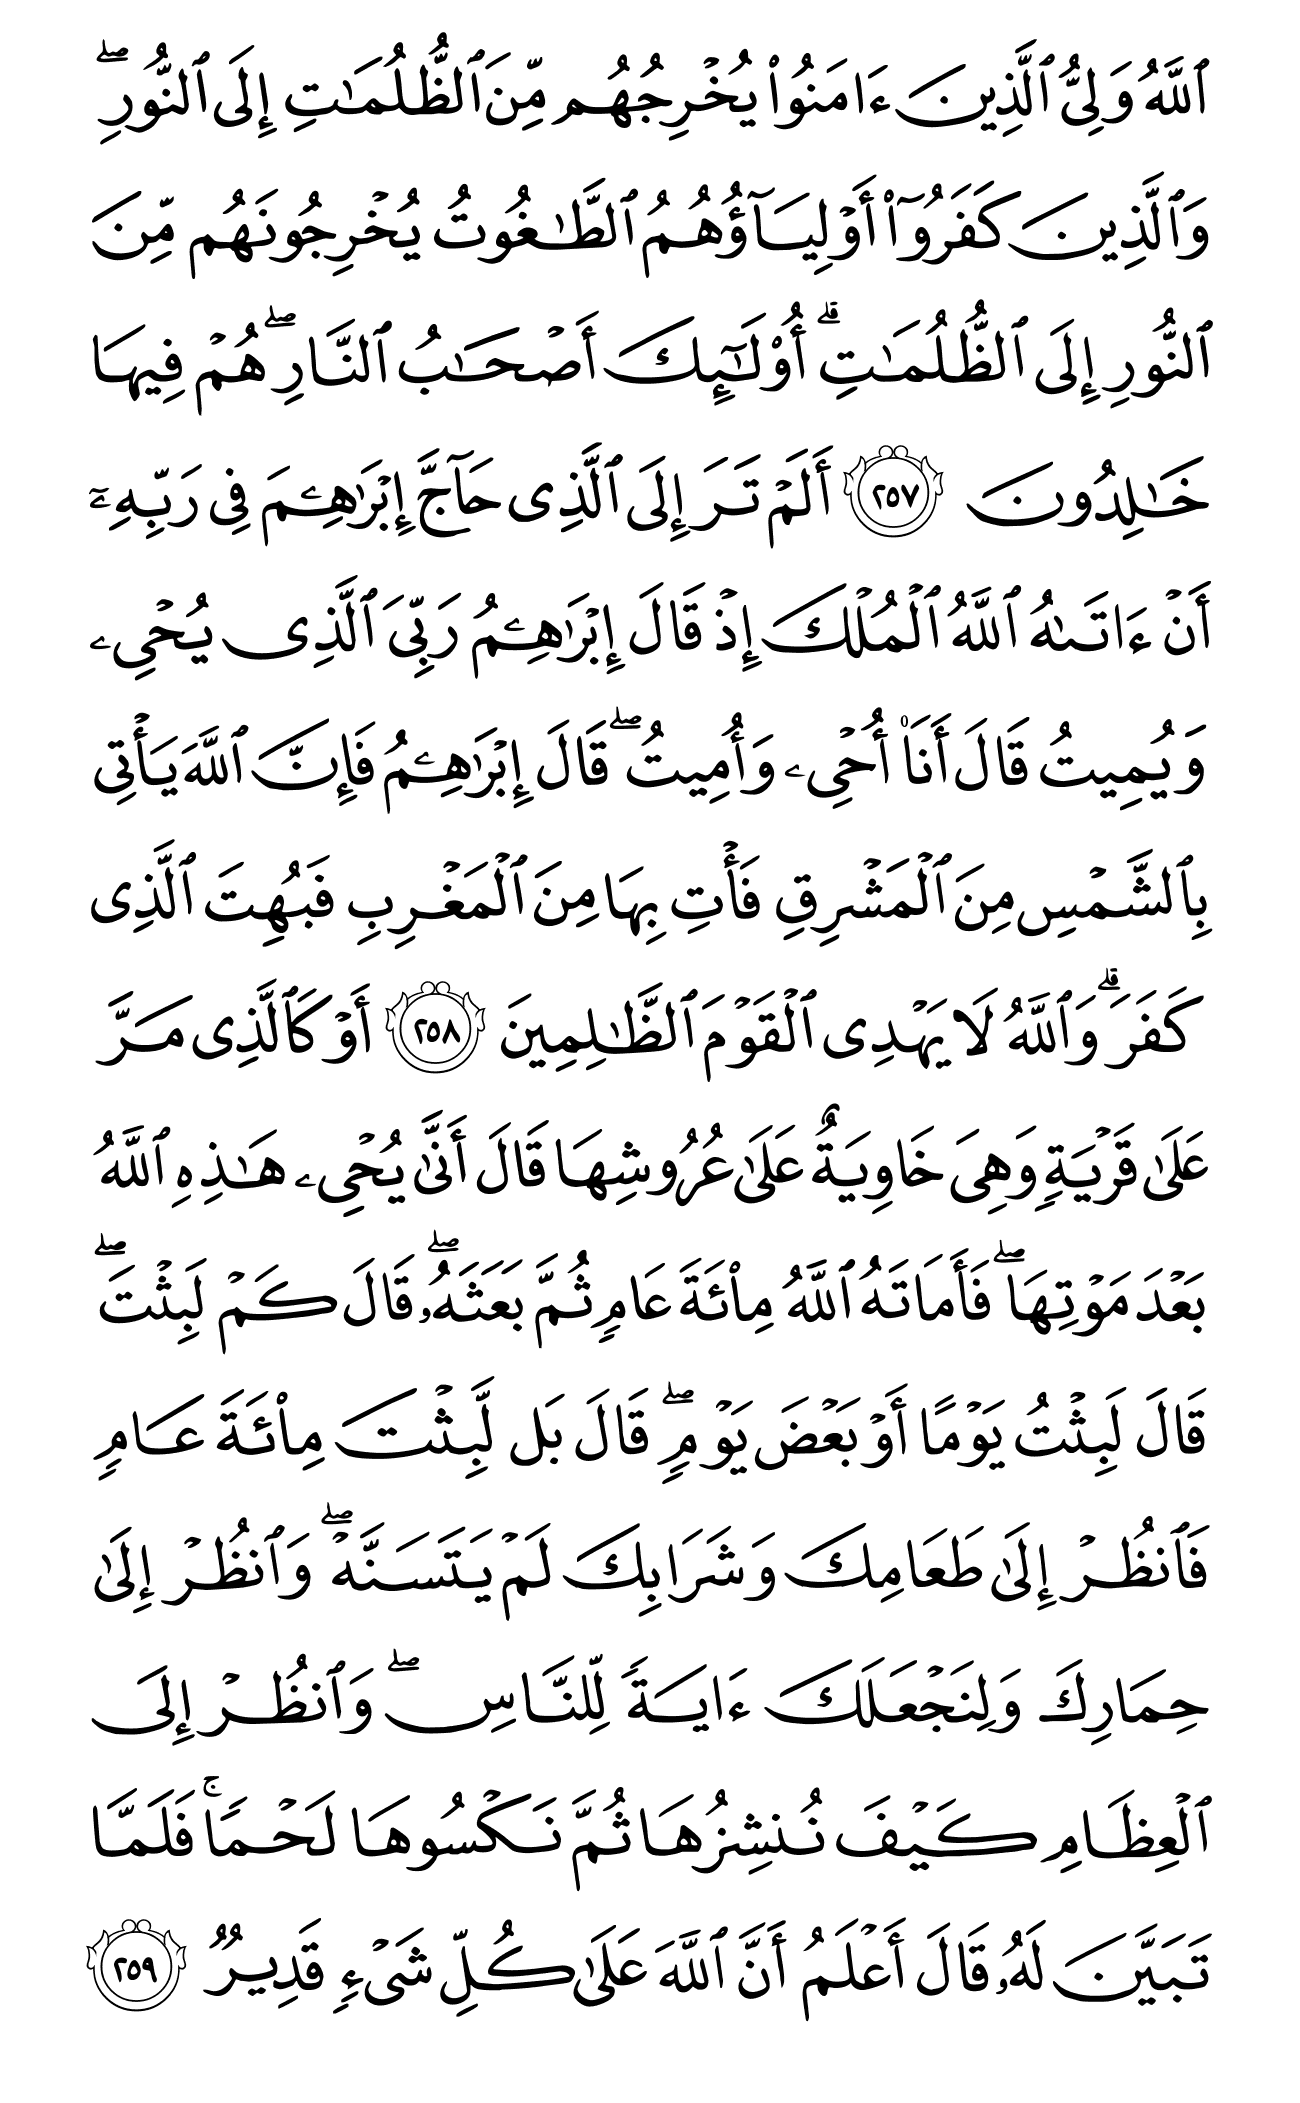 ٱللَّهُ وَلِيُّ ٱلَّذِينَ ءَامَنُوا۟ يُخْرِجُهُم مِّنَ ٱلظُّلُمَـٰتِ إِلَى ٱلنُّورِ ۖ
وَٱلَّذِينَ كَفَرُوٓا۟ أَوْلِيَآؤُهُمُ ٱلطَّـٰغُوتُ يُخْرِجُونَهُم مِّنَ
ٱلنُّورِ إِلَى ٱلظُّلُمَـٰتِ ۗ أُو۟لَـٰٓئِكَ أَصْحَـٰبُ ٱلنَّارِ ۖ هُمْ فِيهَا
خَـٰلِدُونَ ٢٥٧ أَلَمْ تَرَ إِلَى ٱلَّذِى حَآجَّ إِبْرَٰهِـۧمَ فِى رَبِّهِۦٓ
أَنْ ءَاتَىٰهُ ٱللَّهُ ٱلْمُلْكَ إِذْ قَالَ إِبْرَٰهِـۧمُ رَبِّىَ ٱلَّذِى يُحْىِۦ
وَيُمِيتُ قَالَ أَنَا۠ أُحْىِۦ وَأُمِيتُ ۖ قَالَ إِبْرَٰهِـۧمُ فَإِنَّ ٱللَّهَ يَأْتِى
بِٱلشَّمْسِ مِنَ ٱلْمَشْرِقِ فَأْتِ بِهَا مِنَ ٱلْمَغْرِبِ فَبُهِتَ ٱلَّذِى
كَفَرَ ۗ وَٱللَّهُ لَا يَهْدِى ٱلْقَوْمَ ٱلظَّـٰلِمِينَ ٢٥٨ أَوْ كَٱلَّذِى مَرَّ
عَلَىٰ قَرْيَةٍ وَهِىَ خَاوِيَةٌ عَلَىٰ عُرُوشِهَا قَالَ أَنَّىٰ يُحْىِۦ هَـٰذِهِ ٱللَّهُ
بَعْدَ مَوْتِهَا ۖ فَأَمَاتَهُ ٱللَّهُ مِا۟ئَةَ عَامٍ ثُمَّ بَعَثَهُۥ ۖ قَالَ كَمْ لَبِثْتَ ۖ
قَالَ لَبِثْتُ يَوْمًا أَوْ بَعْضَ يَوْمٍ ۖ قَالَ بَل لَّبِثْتَ مِا۟ئَةَ عَامٍ
فَٱنظُرْ إِلَىٰ طَعَامِكَ وَشَرَابِكَ لَمْ يَتَسَنَّهْ ۖ وَٱنظُرْ إِلَىٰ
حِمَارِكَ وَلِنَجْعَلَكَ ءَايَةً لِّلنَّاسِ ۖ وَٱنظُرْ إِلَى
ٱلْعِظَامِ كَيْفَ نُنشِزُهَا ثُمَّ نَكْسُوهَا لَحْمًا ۚ فَلَمَّا
تَبَيَّنَ لَهُۥ قَالَ أَعْلَمُ أَنَّ ٱللَّهَ عَلَىٰ كُلِّ شَىْءٍ قَدِيرٌ ٢٥٩